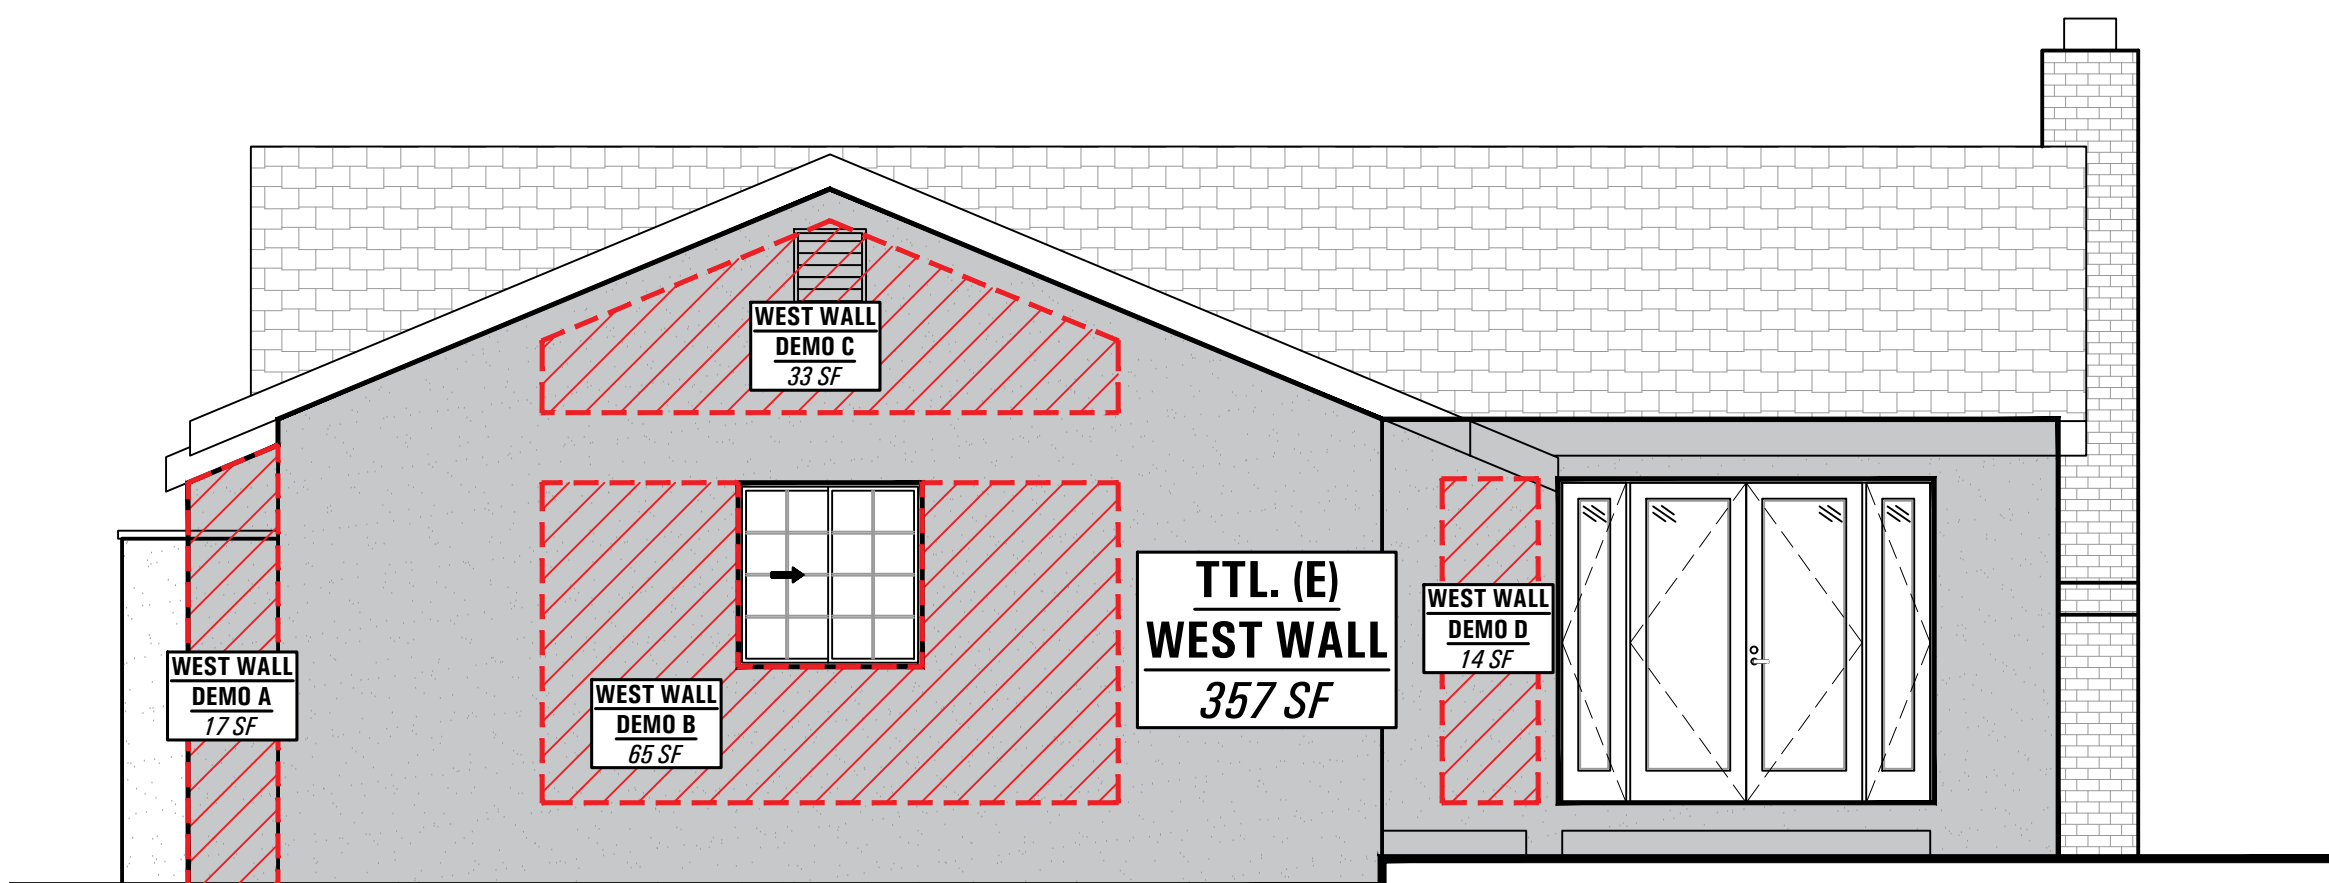 WEST WALL
DEMO C
33 SF
TTL. (E)
WEST WALL
357 SF
WEST WALL
DEMO D
14 SF
WEST WALL
DEMO A
17 SF
WEST WALL
DEMO B
65 SF